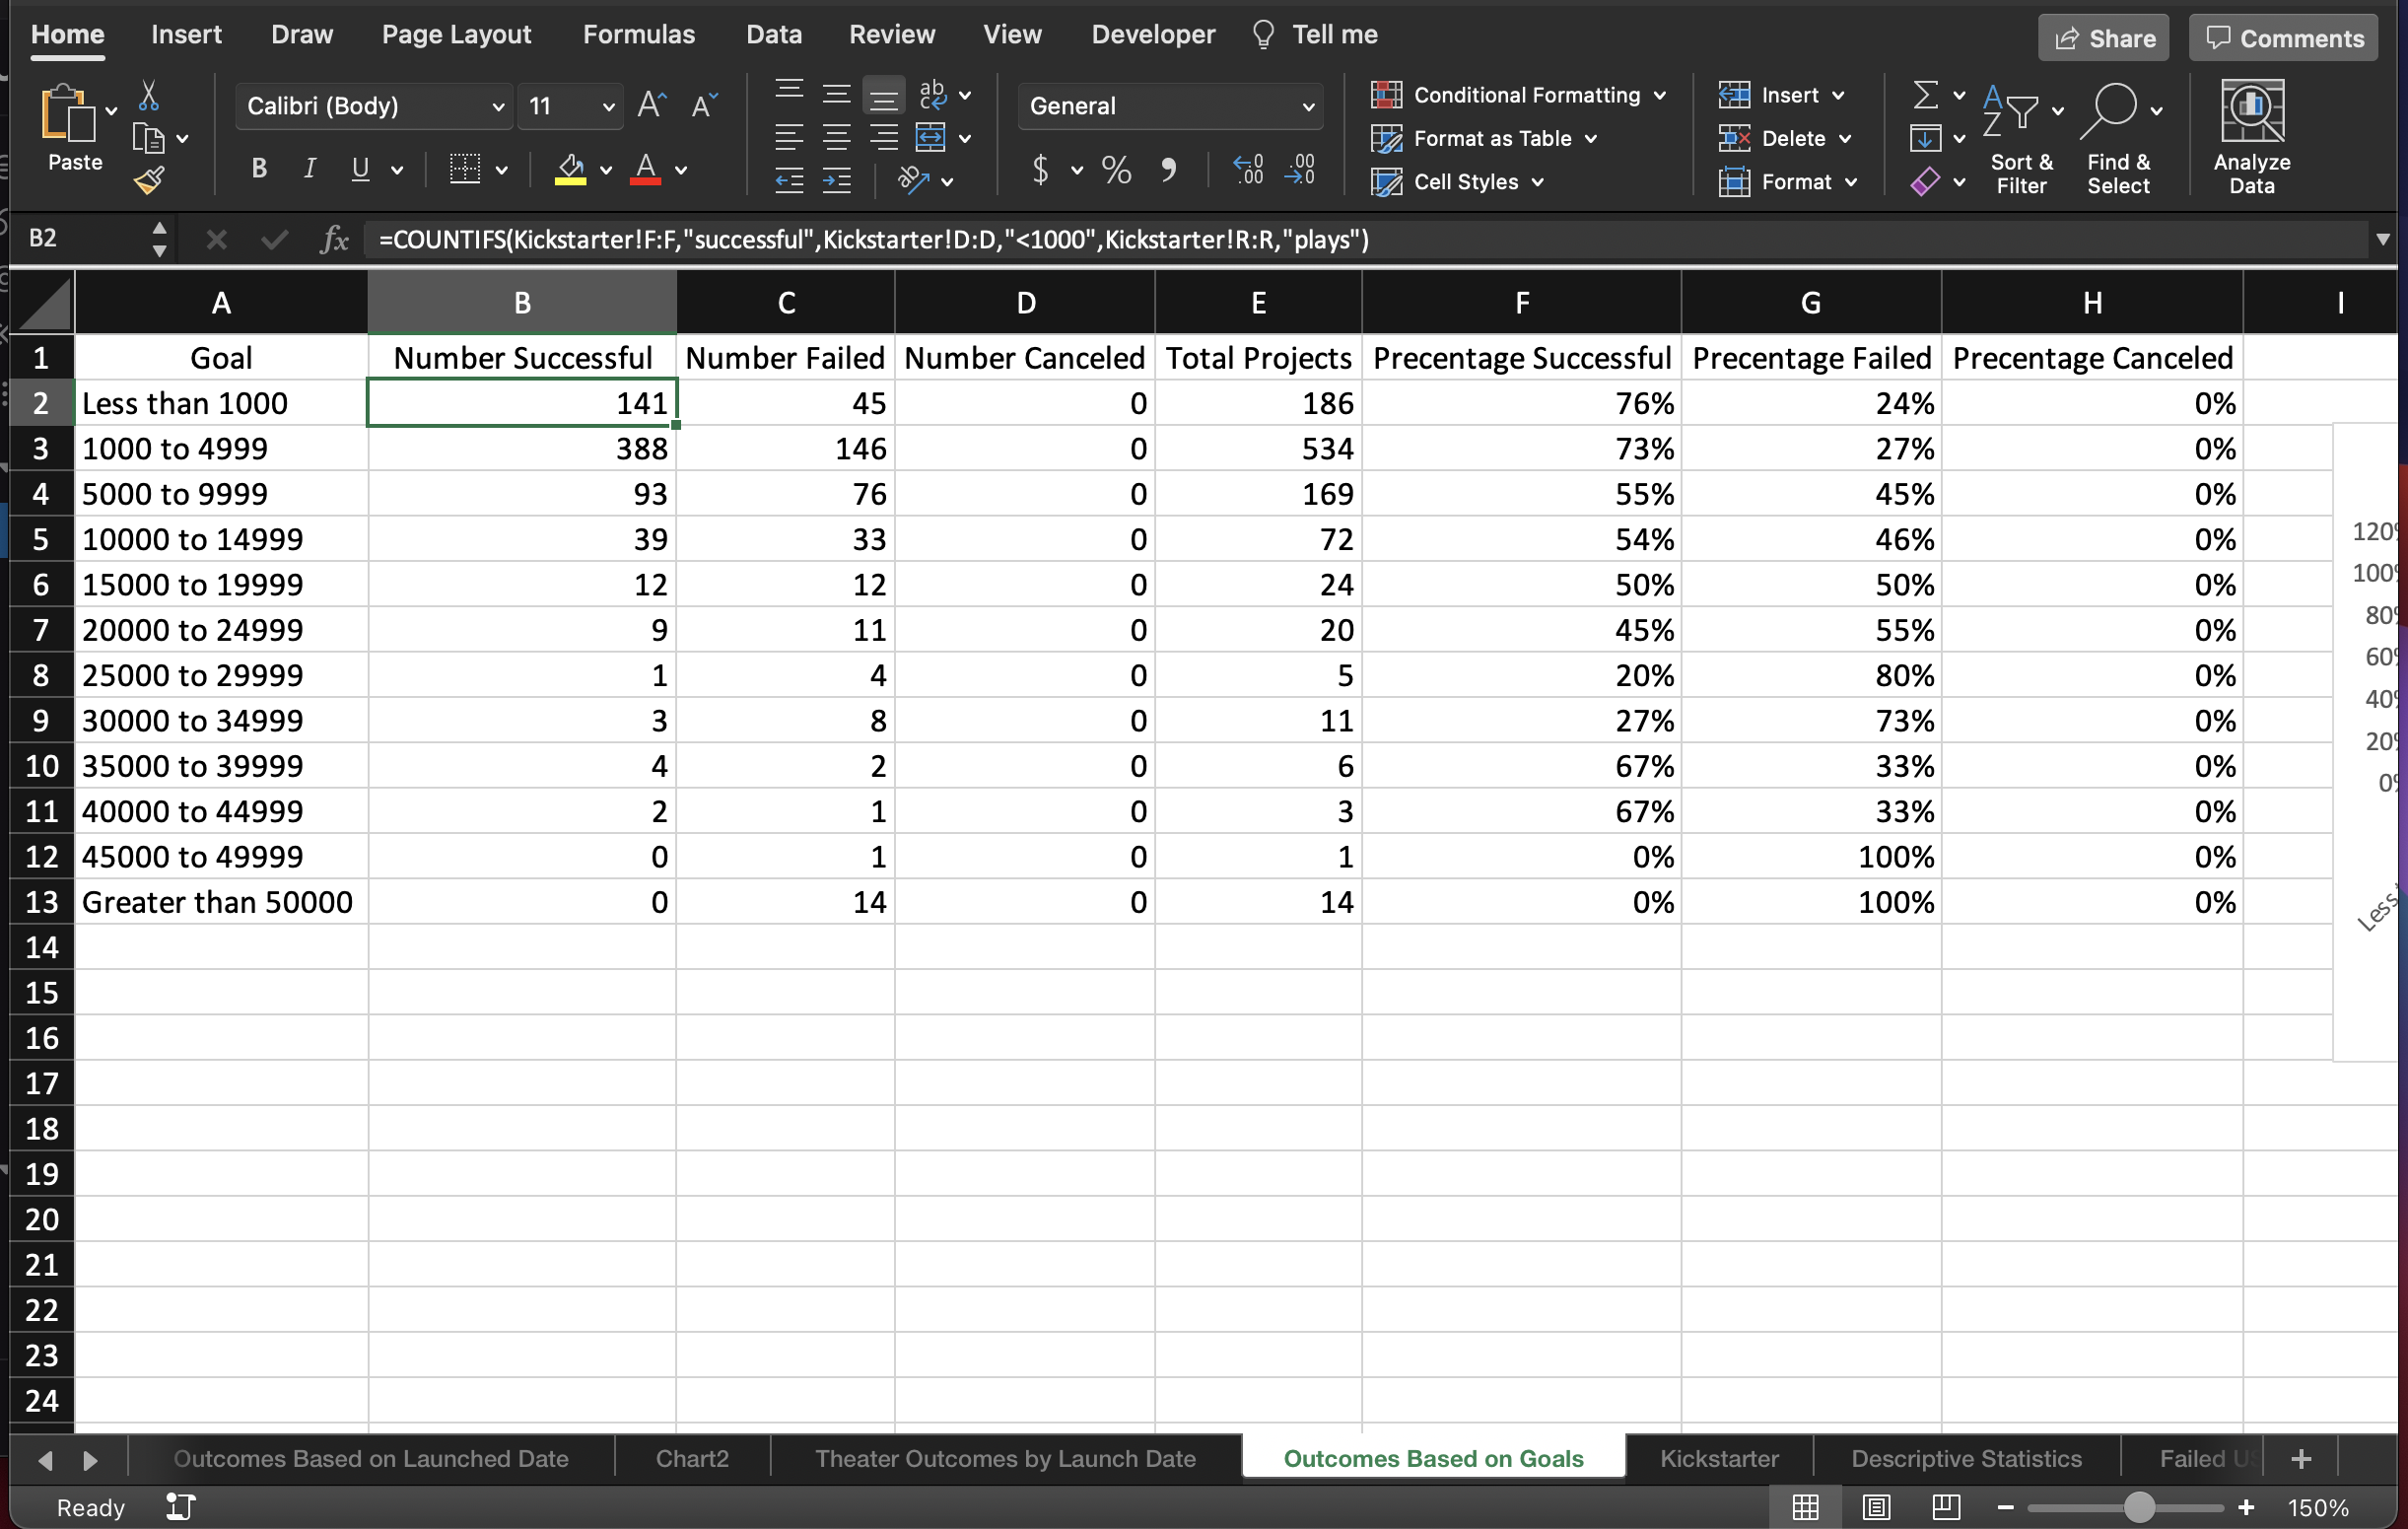 Home Insert Draw Page Layout Formulas Data Review View Developer Tell me Share Comments
Paste Calibri (Body) 11 General Conditional Formatting Format as Table Cell Styles Insert Delete Format Sort & Filter Find & Select Analyze Data
B2 fx =COUNTIFS(Kickstarter!F:F,"successful",Kickstarter!D:D,"<1000",Kickstarter!R:R,"plays")
A B C D E F G H I
1 Goal Number Successful Number Failed Number Canceled Total Projects Precentage Successful Precentage Failed Precentage Canceled
2 Less than 1000 141 45 0 186 76% 24% 0%
3 1000 to 4999 388 146 0 534 73% 27% 0%
4 5000 to 9999 93 76 0 169 55% 45% 0%
5 10000 to 14999 39 33 0 72 54% 46% 0%
6 15000 to 19999 12 12 0 24 50% 50% 0%
7 20000 to 24999 9 11 0 20 45% 55% 0%
8 25000 to 29999 1 4 0 5 20% 80% 0%
9 30000 to 34999 3 8 0 11 27% 73% 0%
10 35000 to 39999 4 2 0 6 67% 33% 0%
11 40000 to 44999 2 1 0 3 67% 33% 0%
12 45000 to 49999 0 1 0 1 0% 100% 0%
13 Greater than 50000 0 14 0 14 0% 100% 0%
14
15
16
17
18
19
20
21
22
23
24
120%
100%
80%
60%
40%
20%
0%
Less
Outcomes Based on Launched Date Chart2 Theater Outcomes by Launch Date Outcomes Based on Goals Kickstarter Descriptive Statistics Failed US
Ready 150%